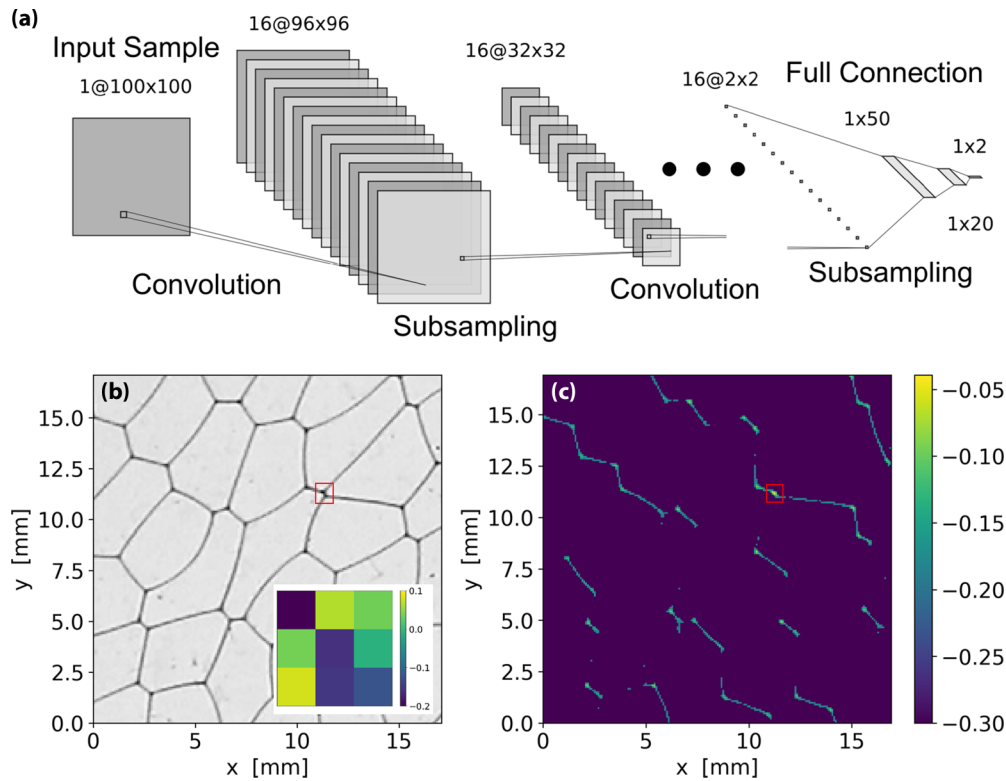 (a)
Input Sample
1@100x100
16@96x96
16@32x32
16@2x2
Full Connection
1x50
1x2
1x20
Convolution
Subsampling
Convolution
Subsampling
(b)
15.0
12.5
10.0
7.5
5.0
2.5
0.0
y [mm]
0
5
10
15
x [mm]
0.1
0.0
−0.1
−0.2
(c)
15.0
12.5
10.0
7.5
5.0
2.5
0.0
y [mm]
0
5
10
15
x [mm]
−0.05
−0.10
−0.15
−0.20
−0.25
−0.30